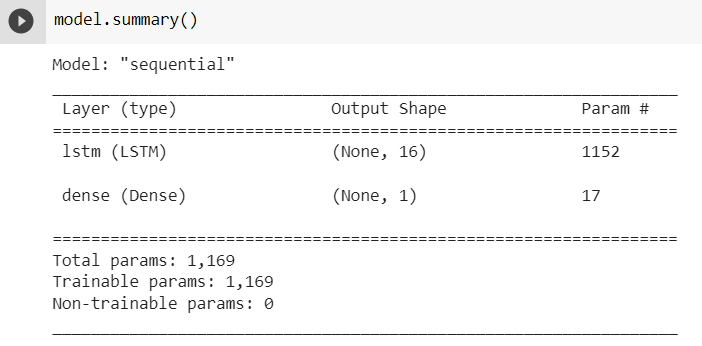 model.summary()
Model: "sequential"
_________________________________________________________________
Layer (type) Output Shape Param #
=================================================================
lstm (LSTM) (None, 16) 1152
dense (Dense) (None, 1) 17
=================================================================
Total params: 1,169
Trainable params: 1,169
Non-trainable params: 0
_________________________________________________________________